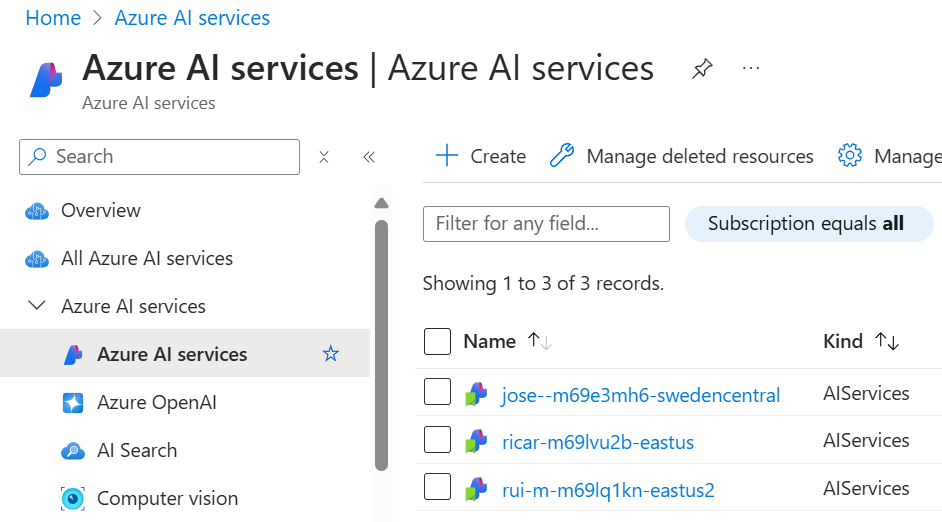 Home > Azure AI services
Azure AI services | Azure AI services ...
Azure AI services
Search
Overview
All Azure AI services
Azure AI services
Azure AI services
Azure OpenAI
AI Search
Computer vision
+ Create Manage deleted resources Manage
Filter for any field... Subscription equals all
Showing 1 to 3 of 3 records.
Name Kind
jose--m69e3mh6-swedencentral AIServices
ricar-m69lvu2b-eastus AIServices
rui-m-m69lq1kn-eastus2 AIServices